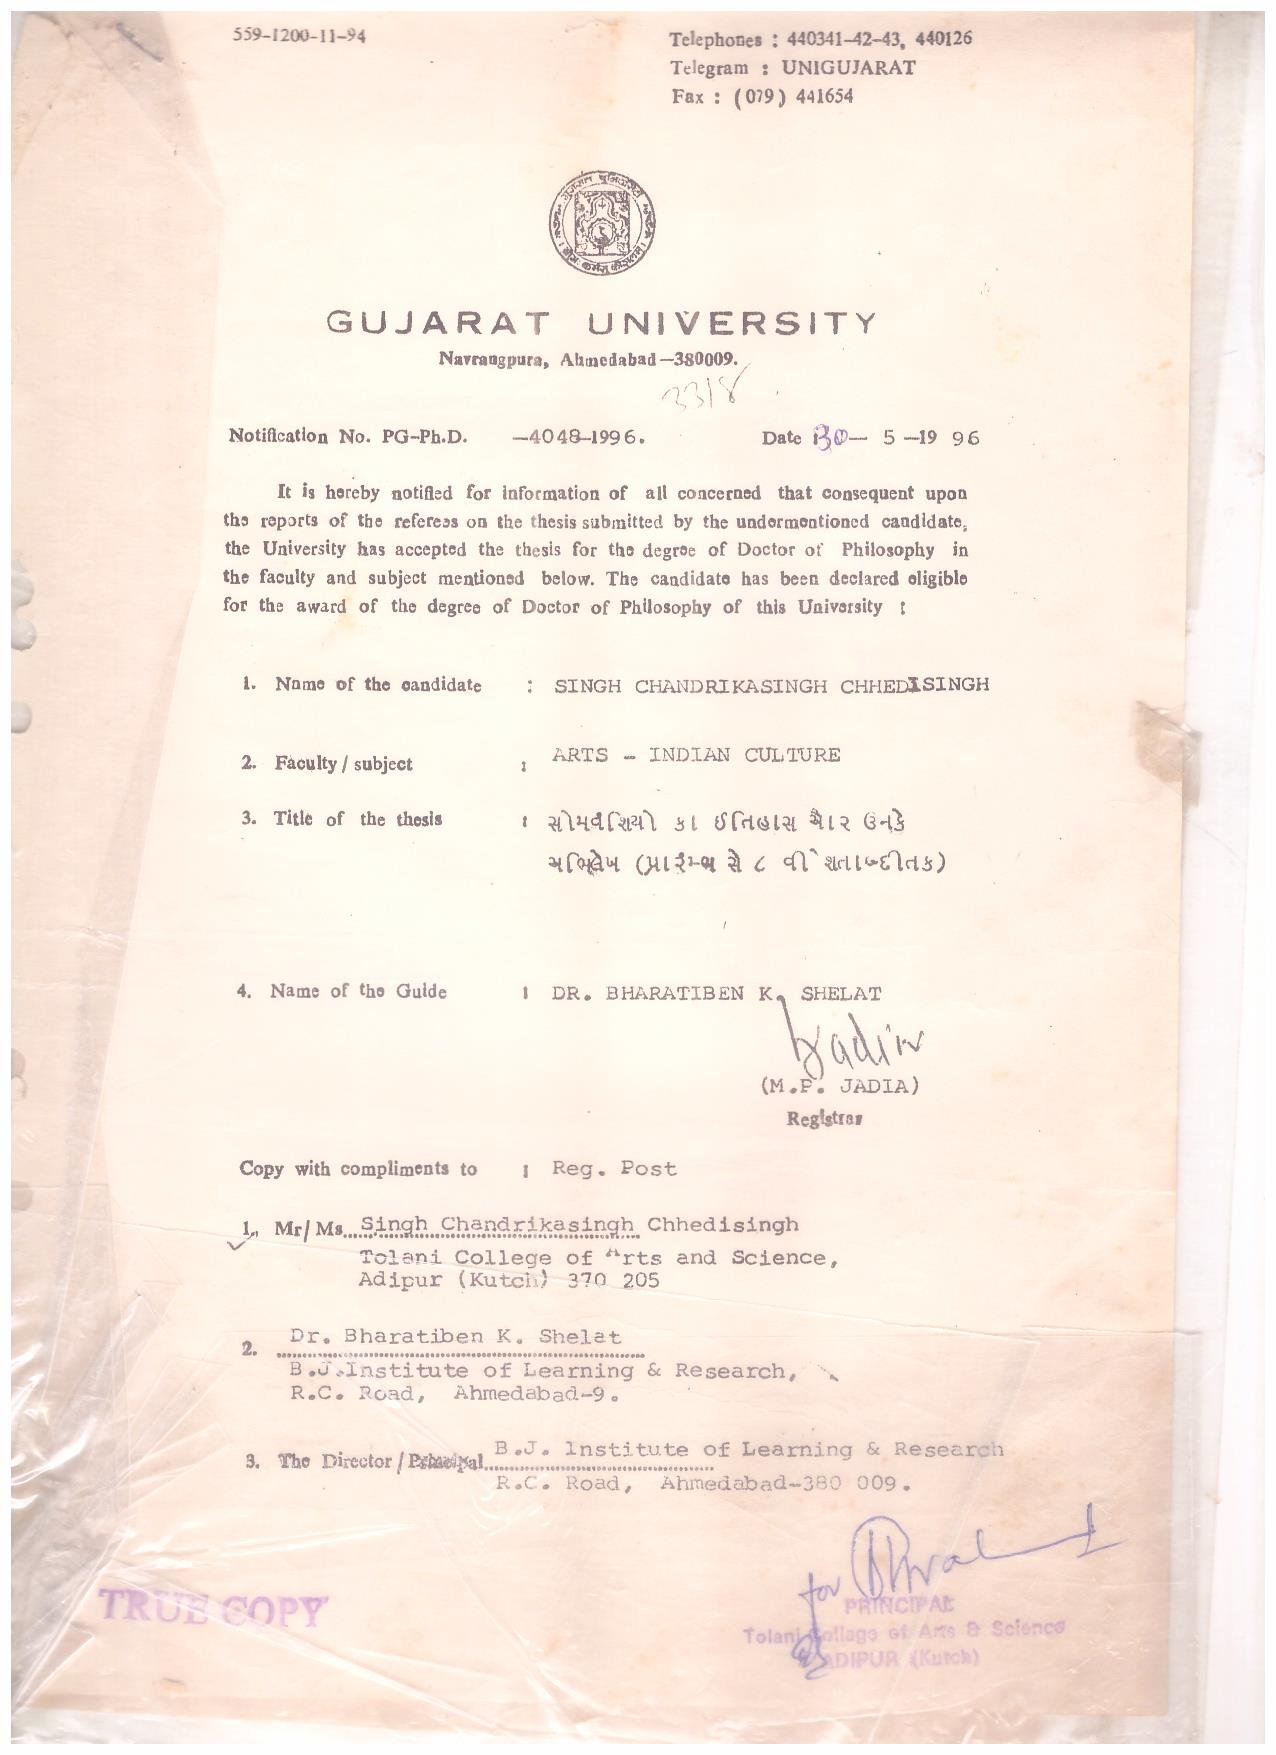 559-1200-11-94
Telephones : 440341-42-43, 440126
Telegram : UNIGUJARAT
Fax : (079) 441654
GUJARAT UNIVERSITY
Navrangpura, Ahmedabad-380009.
Notification No. PG-Ph.D. -4048-1996. Date 30- 5 -19 96
It is hereby notified for information of all concerned that consequent upon
the reports of the referees on the thesis submitted by the undermentioned candidate,
the University has accepted the thesis for the degree of Doctor of Philosophy in
the faculty and subject mentioned below. The candidate has been declared eligible
for the award of the degree of Doctor of Philosophy of this University :
1. Name of the candidate : SINGH CHANDRIKASINGH CHHEDISINGH
2. Faculty / subject : ARTS - INDIAN CULTURE
3. Title of the thesis : સોમવંશિયો કા ઈતિહાસ ઐાર ઉનકે
અભિલેખ (પ્રારંમ્ભ સે ૮ વીં શતાબ્દીતક)
4. Name of the Guide : DR. BHARATIBEN K. SHELAT
(M.P. JADIA)
Registrar
Copy with compliments to : Reg. Post
1. Mr/Ms. Singh Chandrikasingh Chhedisingh
Tolani College of Arts and Science,
Adipur (Kutch) 370 205
2. Dr. Bharatiben K. Shelat
B.J.Institute of Learning & Research,
R.C. Road, Ahmedabad-9.
3. The Director / Principal B.J. Institute of Learning & Research
R.C. Road, Ahmedabad-380 009.
for
TRUE COPY
PRINCIPAL
Tolani College of Arts & Science
ADIPUR (Kutch)